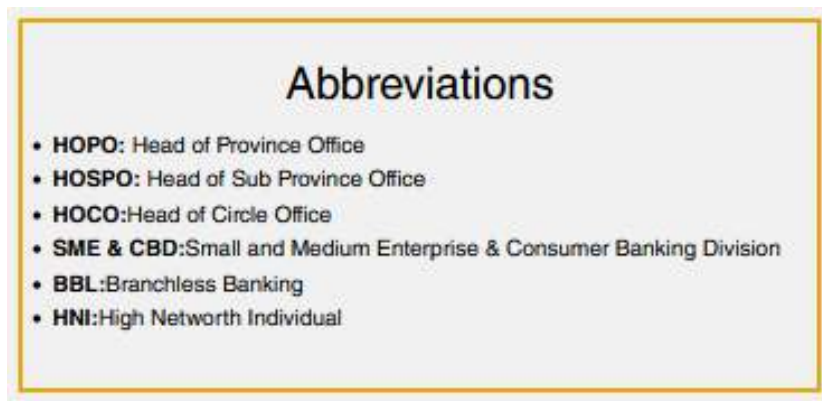 Abbreviations
• HOPO: Head of Province Office
• HOSPO: Head of Sub Province Office
• HOCO:Head of Circle Office
• SME & CBD:Small and Medium Enterprise & Consumer Banking Division
• BBL:Branchless Banking
• HNI:High Networth Individual